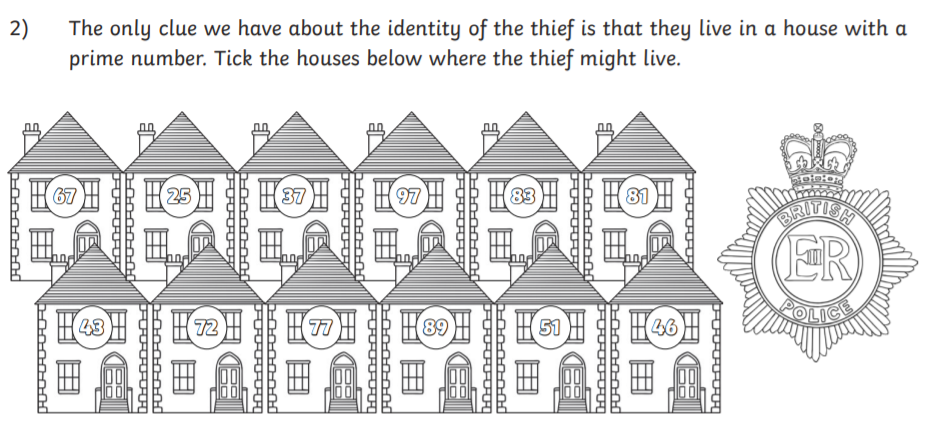 2) The only clue we have about the identity of the thief is that they live in a house with a
prime number. Tick the houses below where the thief might live.
67 25 37 97 83 81
BRITISH
ER
POLICE
43 72 77 89 51 46